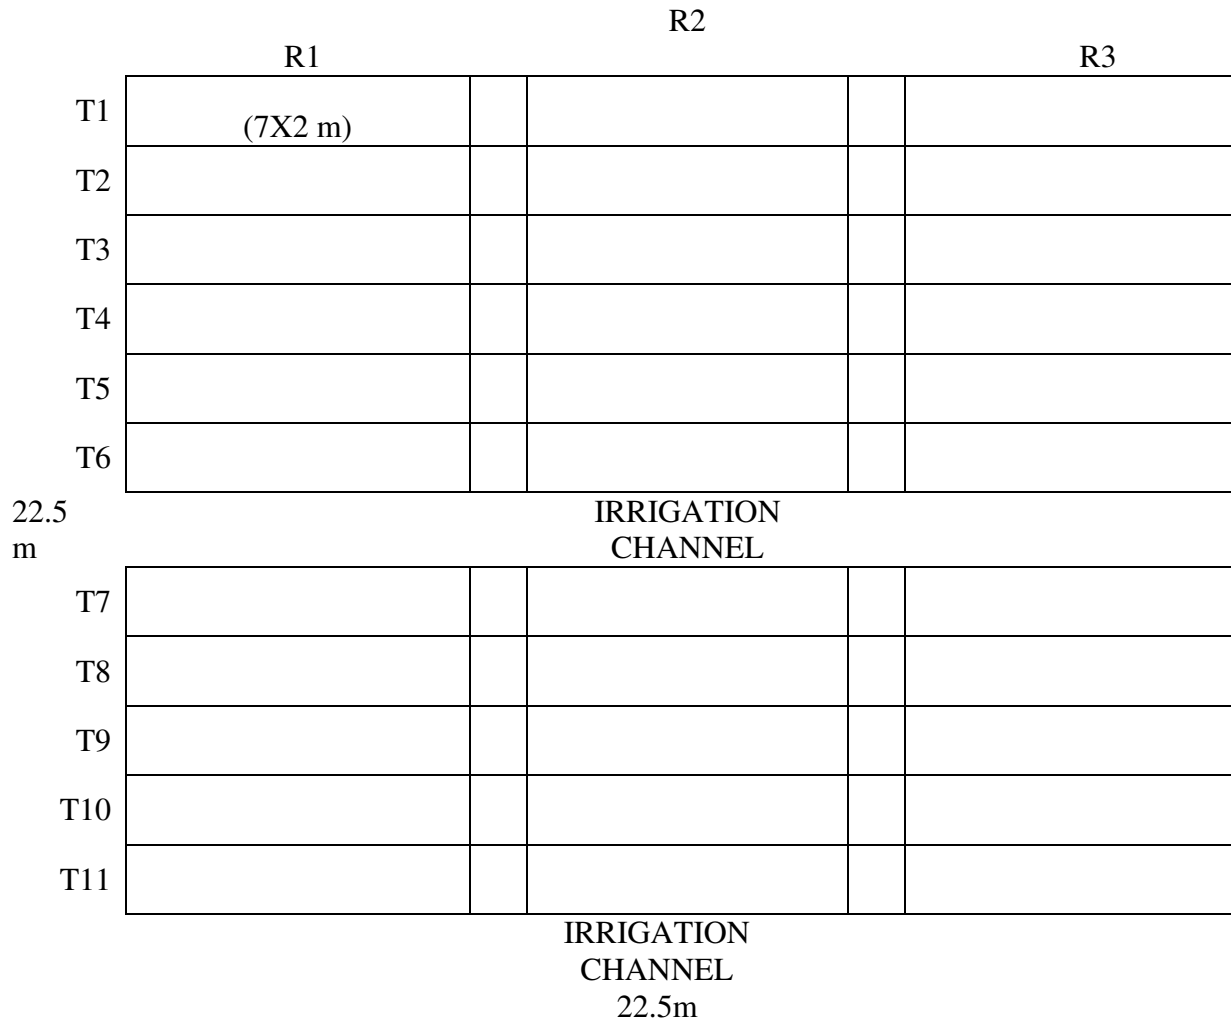 R2
R1
R3
T1
(7X2 m)
T2
T3
T4
T5
T6
22.5
m
IRRIGATION
CHANNEL
T7
T8
T9
T10
T11
IRRIGATION
CHANNEL
22.5m